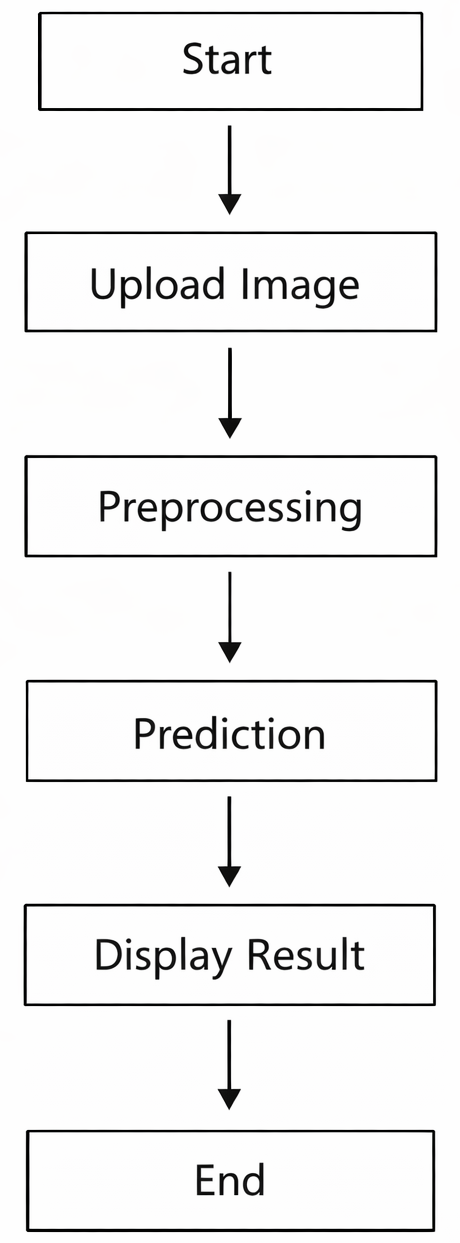 Start
Upload Image
Preprocessing
Prediction
Display Result
End